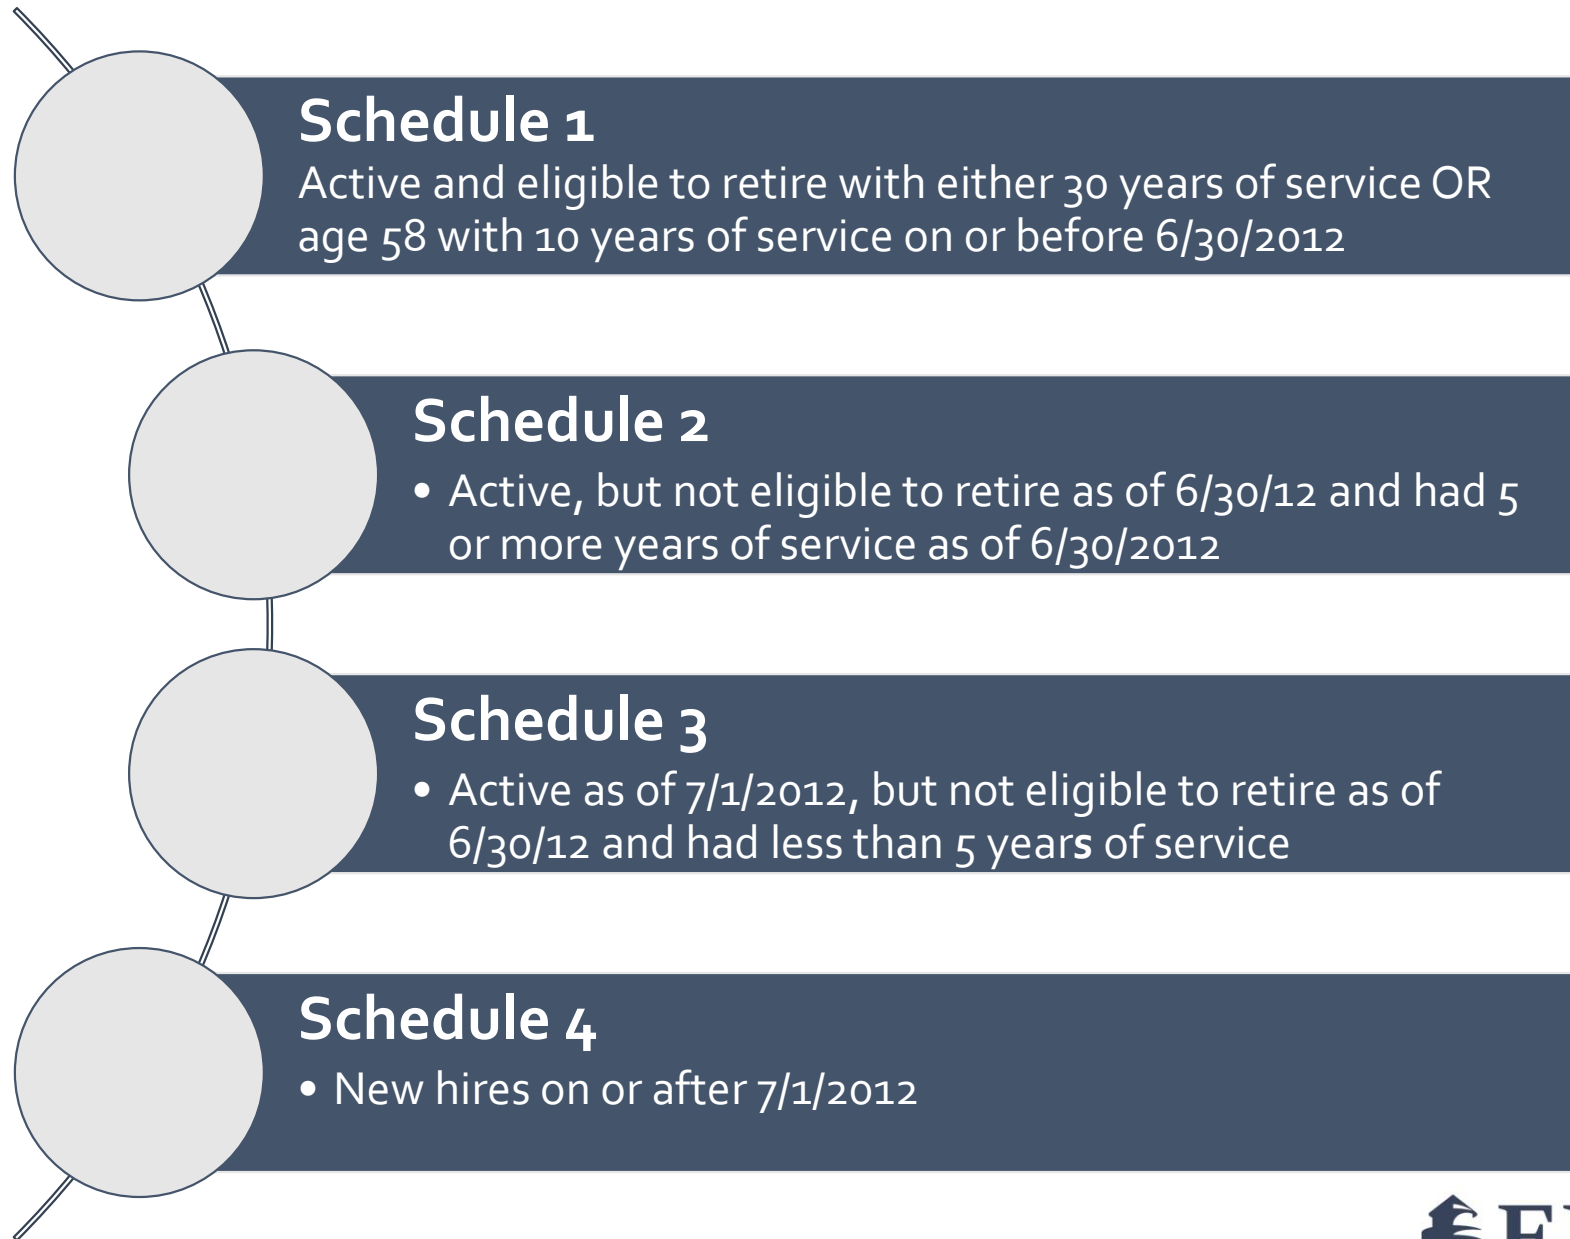 Schedule 1
Active and eligible to retire with either 30 years of service OR
age 58 with 10 years of service on or before 6/30/2012
Schedule 2
• Active, but not eligible to retire as of 6/30/12 and had 5
or more years of service as of 6/30/2012
Schedule 3
• Active as of 7/1/2012, but not eligible to retire as of
6/30/12 and had less than 5 years of service
Schedule 4
• New hires on or after 7/1/2012